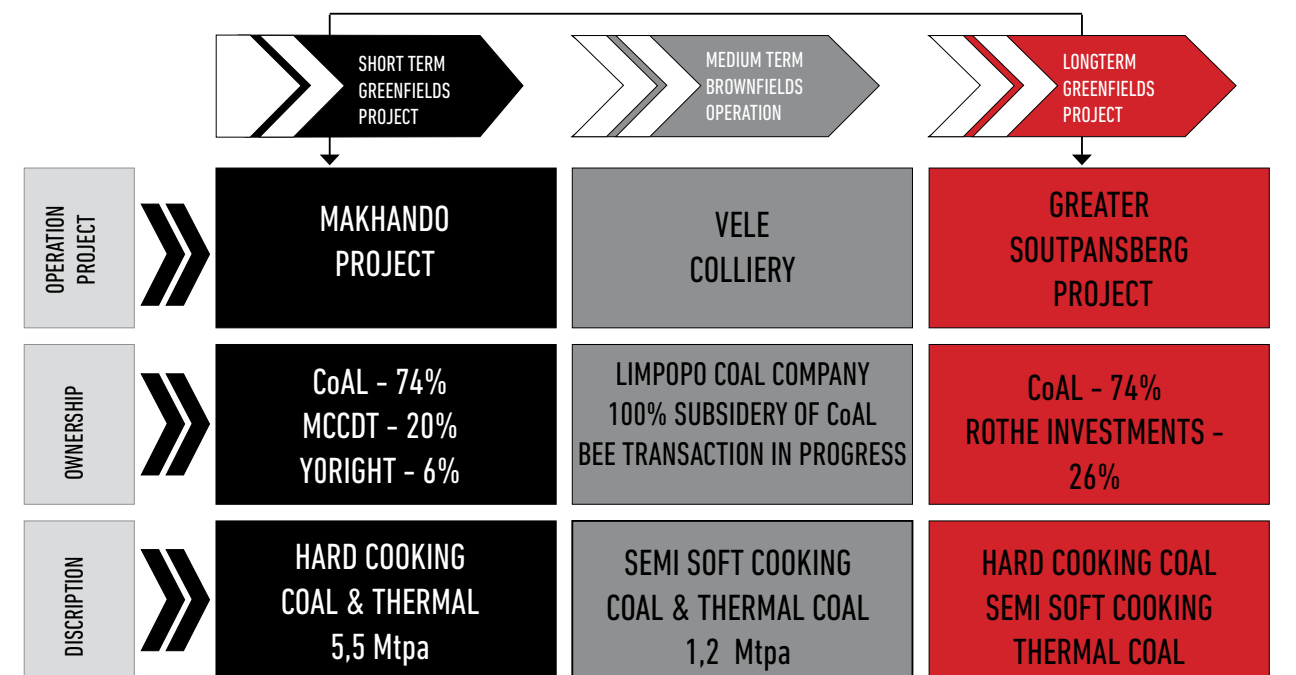 SHORT TERM
GREENFIELDS
PROJECT
MEDIUM TERM
BROWNFIELDS
OPERATION
LONGTERM
GREENFIELDS
PROJECT
OPERATION
PROJECT
MAKHANDO
PROJECT
VELE
COLLIERY
GREATER
SOUTPANSBERG
PROJECT
OWNERSHIP
CoAL - 74%
MCCDT - 20%
YORIGHT - 6%
LIMPOPO COAL COMPANY
100% SUBSIDERY OF CoAL
BEE TRANSACTION IN PROGRESS
CoAL - 74%
ROTHE INVESTMENTS -
26%
DISCRIPTION
HARD COOKING
COAL & THERMAL
5,5 Mtpa
SEMI SOFT COOKING
COAL & THERMAL COAL
1,2 Mtpa
HARD COOKING COAL
SEMI SOFT COOKING
THERMAL COAL